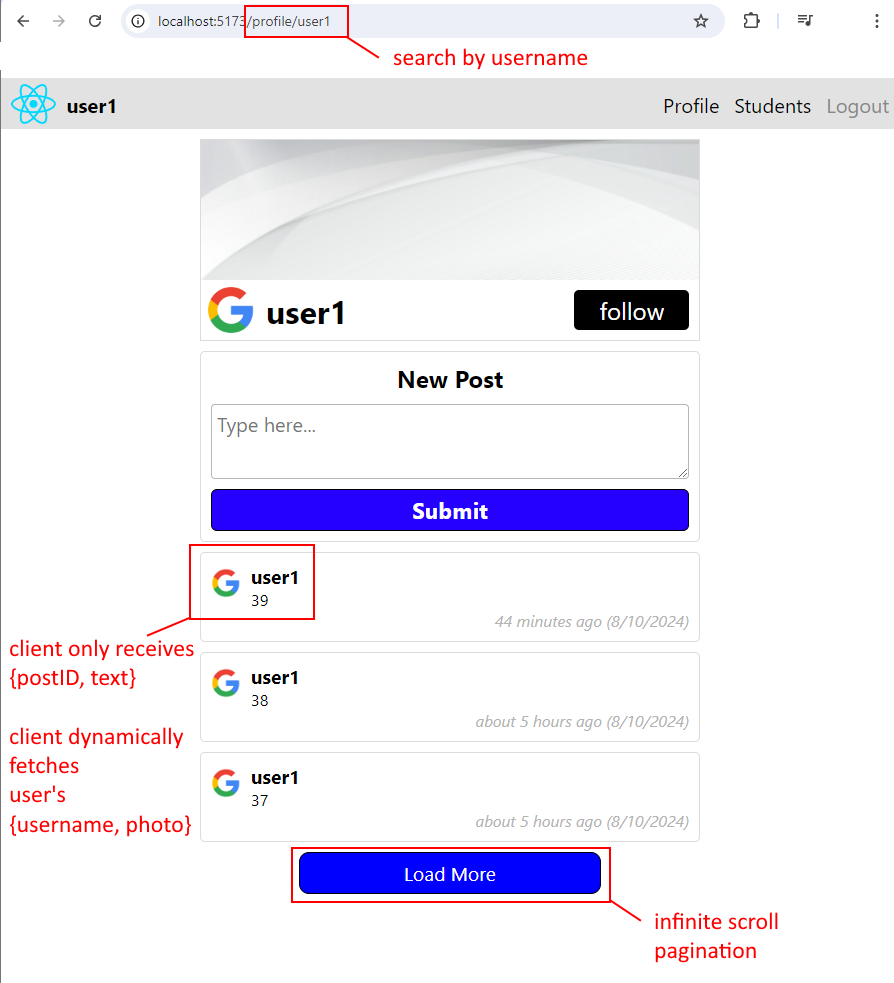 localhost:5173/profile/user1
search by username
user1
Profile Students Logout
user1
follow
New Post
Type here...
Submit
user1
39
44 minutes ago (8/10/2024)
client only receives
{postID, text}
user1
38
about 5 hours ago (8/10/2024)
client dynamically
fetches
user's
{username, photo}
user1
37
about 5 hours ago (8/10/2024)
Load More
infinite scroll
pagination